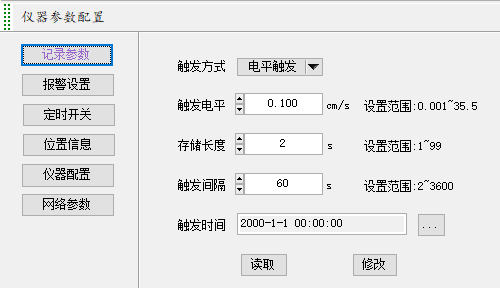 仪器参数配置
记录参数
报警设置
定时开关
位置信息
仪器配置
网络参数
触发方式 电平触发
触发电平 0.100 cm/s 设置范围:0.001~35.5
存储长度 2 s 设置范围:1~99
触发间隔 60 s 设置范围:2~3600
触发时间 2000-1-1 00:00:00 ...
读取 修改